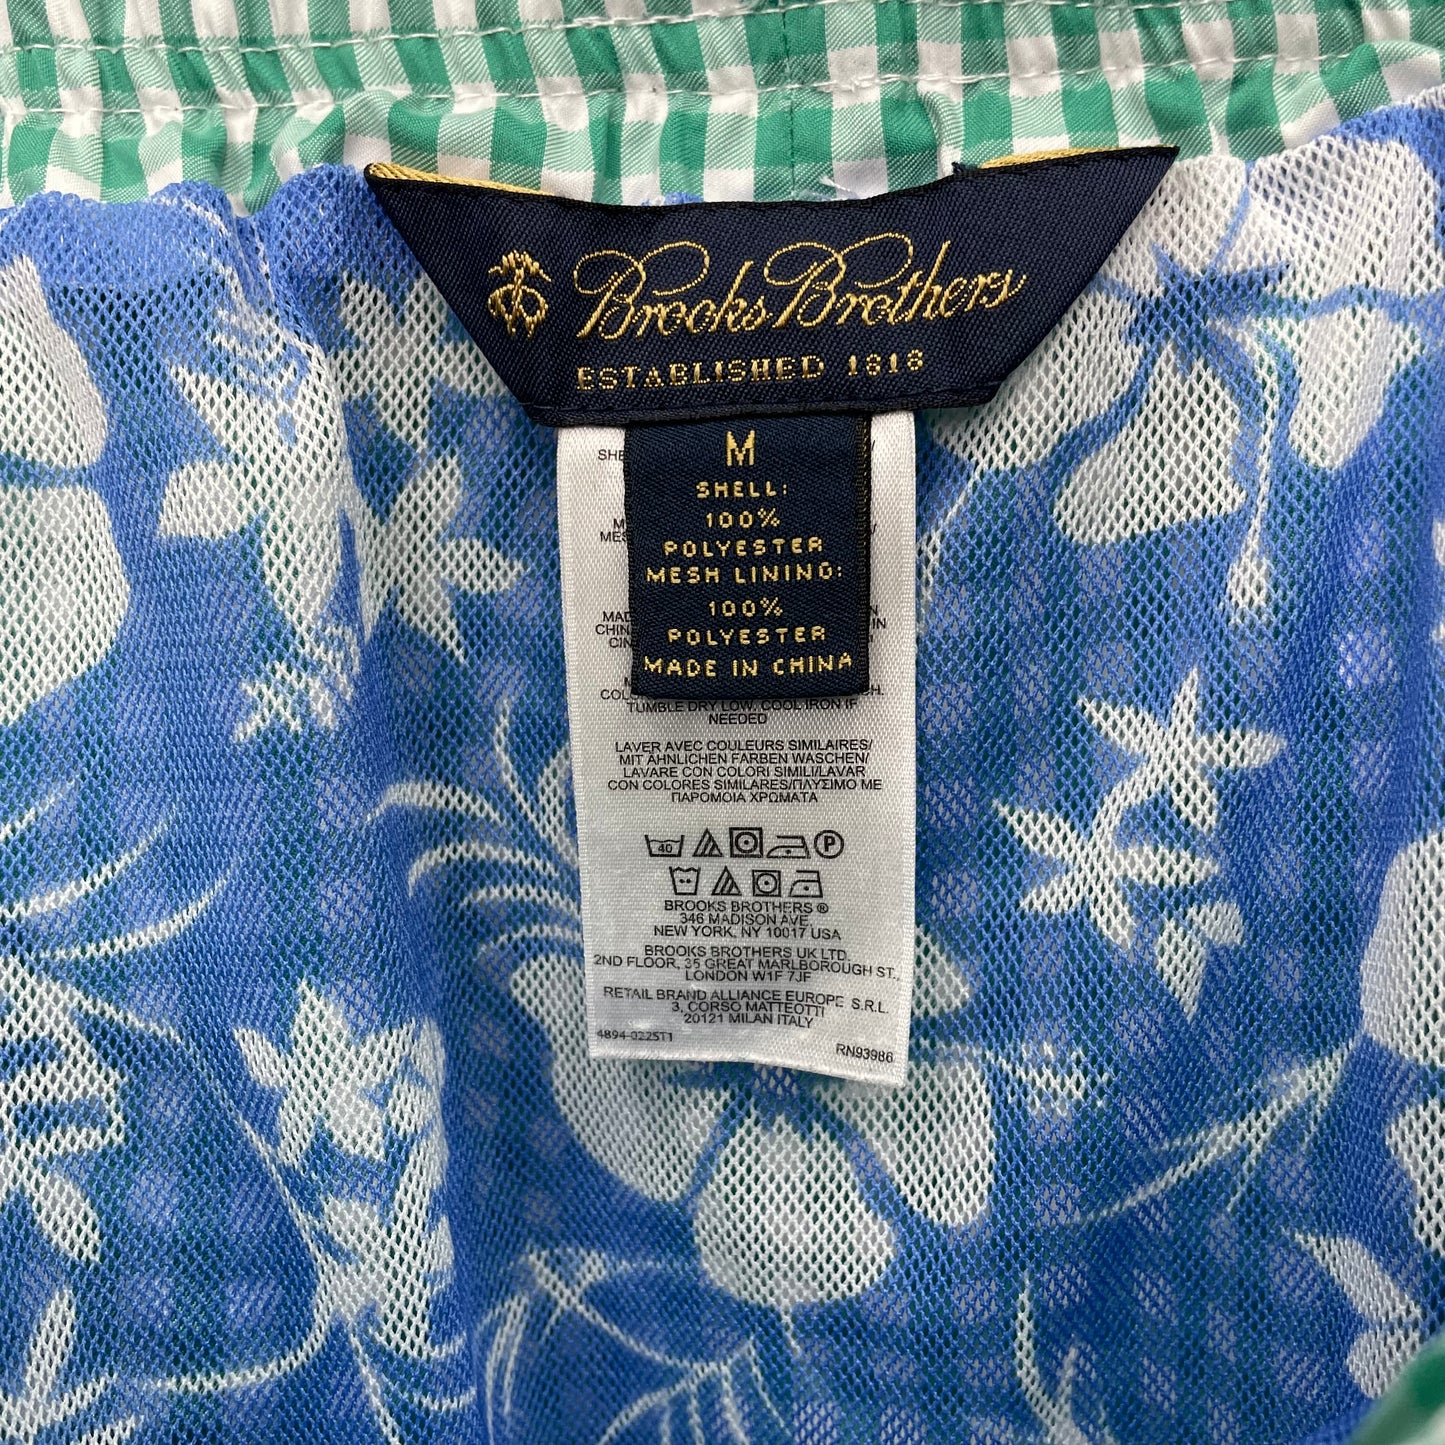 Brooks Brothers
ESTABLISHED 1818
M
SHELL:
100%
POLYESTER
MESH LINING:
100%
POLYESTER
MADE IN CHINA
TUMBLE DRY LOW. COOL IRON IF
NEEDED
LAVER AVEC COULEURS SIMILAIRES/
MIT ÄHNLICHEN FARBEN WASCHEN/
LAVARE CON COLORI SIMILI/LAVAR
CON COLORES SIMILARES/ΠΛΥΣΙΜΟ ΜΕ
ΠΑΡΟΜΟΙΑ ΧΡΩΜΑΤΑ
40 P
BROOKS BROTHERS ®
346 MADISON AVE.
NEW YORK, NY 10017 USA
BROOKS BROTHERS UK LTD.
2ND FLOOR, 35 GREAT MARLBOROUGH ST.,
LONDON W1F 7JF
RETAIL BRAND ALLIANCE EUROPE S.R.L.
3, CORSO MATTEOTTI
20121 MILAN ITALY
4894-0225T1
RN93986